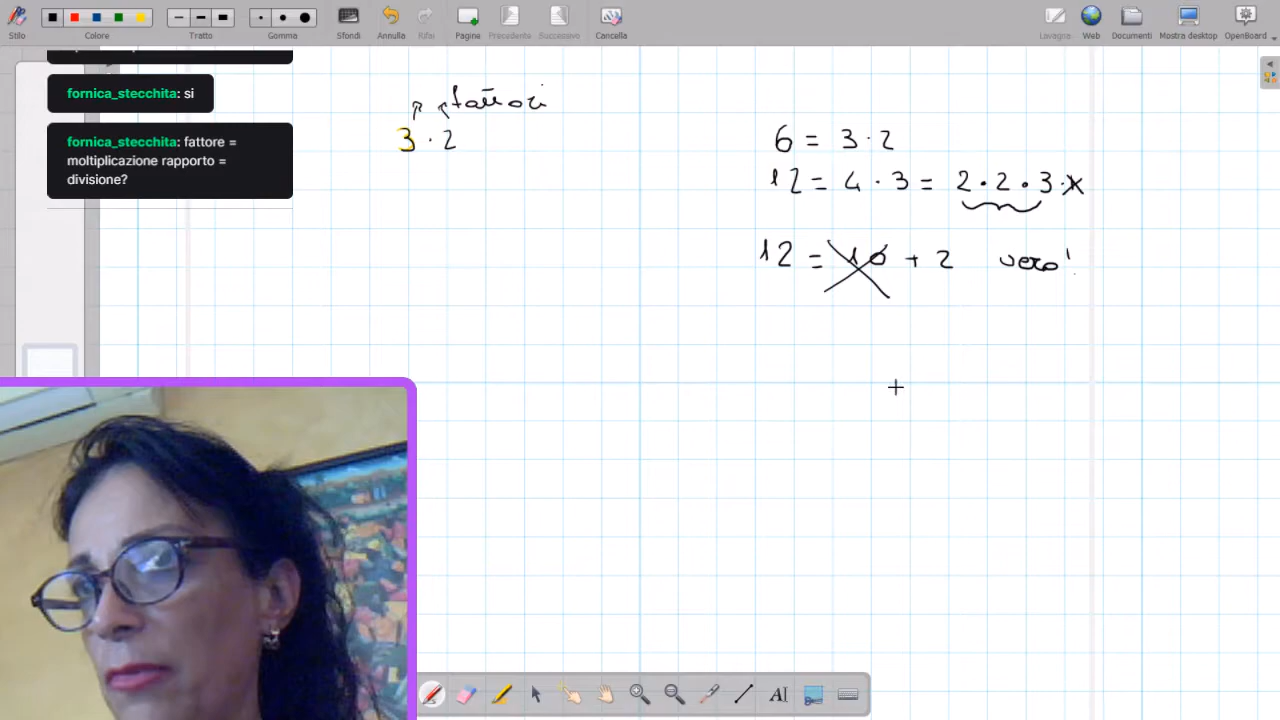 Stilo
Colore
Tratto
Gomma
Sfondi
Annulla
Rifai
Pagine
Precedente
Successivo
Cancella
Lavagna
Web
Documenti
Mostra desktop
OpenBoard
fornica_stecchita: si
fornica_stecchita: fattore =
moltiplicazione rapporto =
divisione?
fattori
3 · 2
6 = 3 · 2
12 = 4 · 3 = 2 · 2 · 3 · x
12 = 10 + 2 vero!
AI